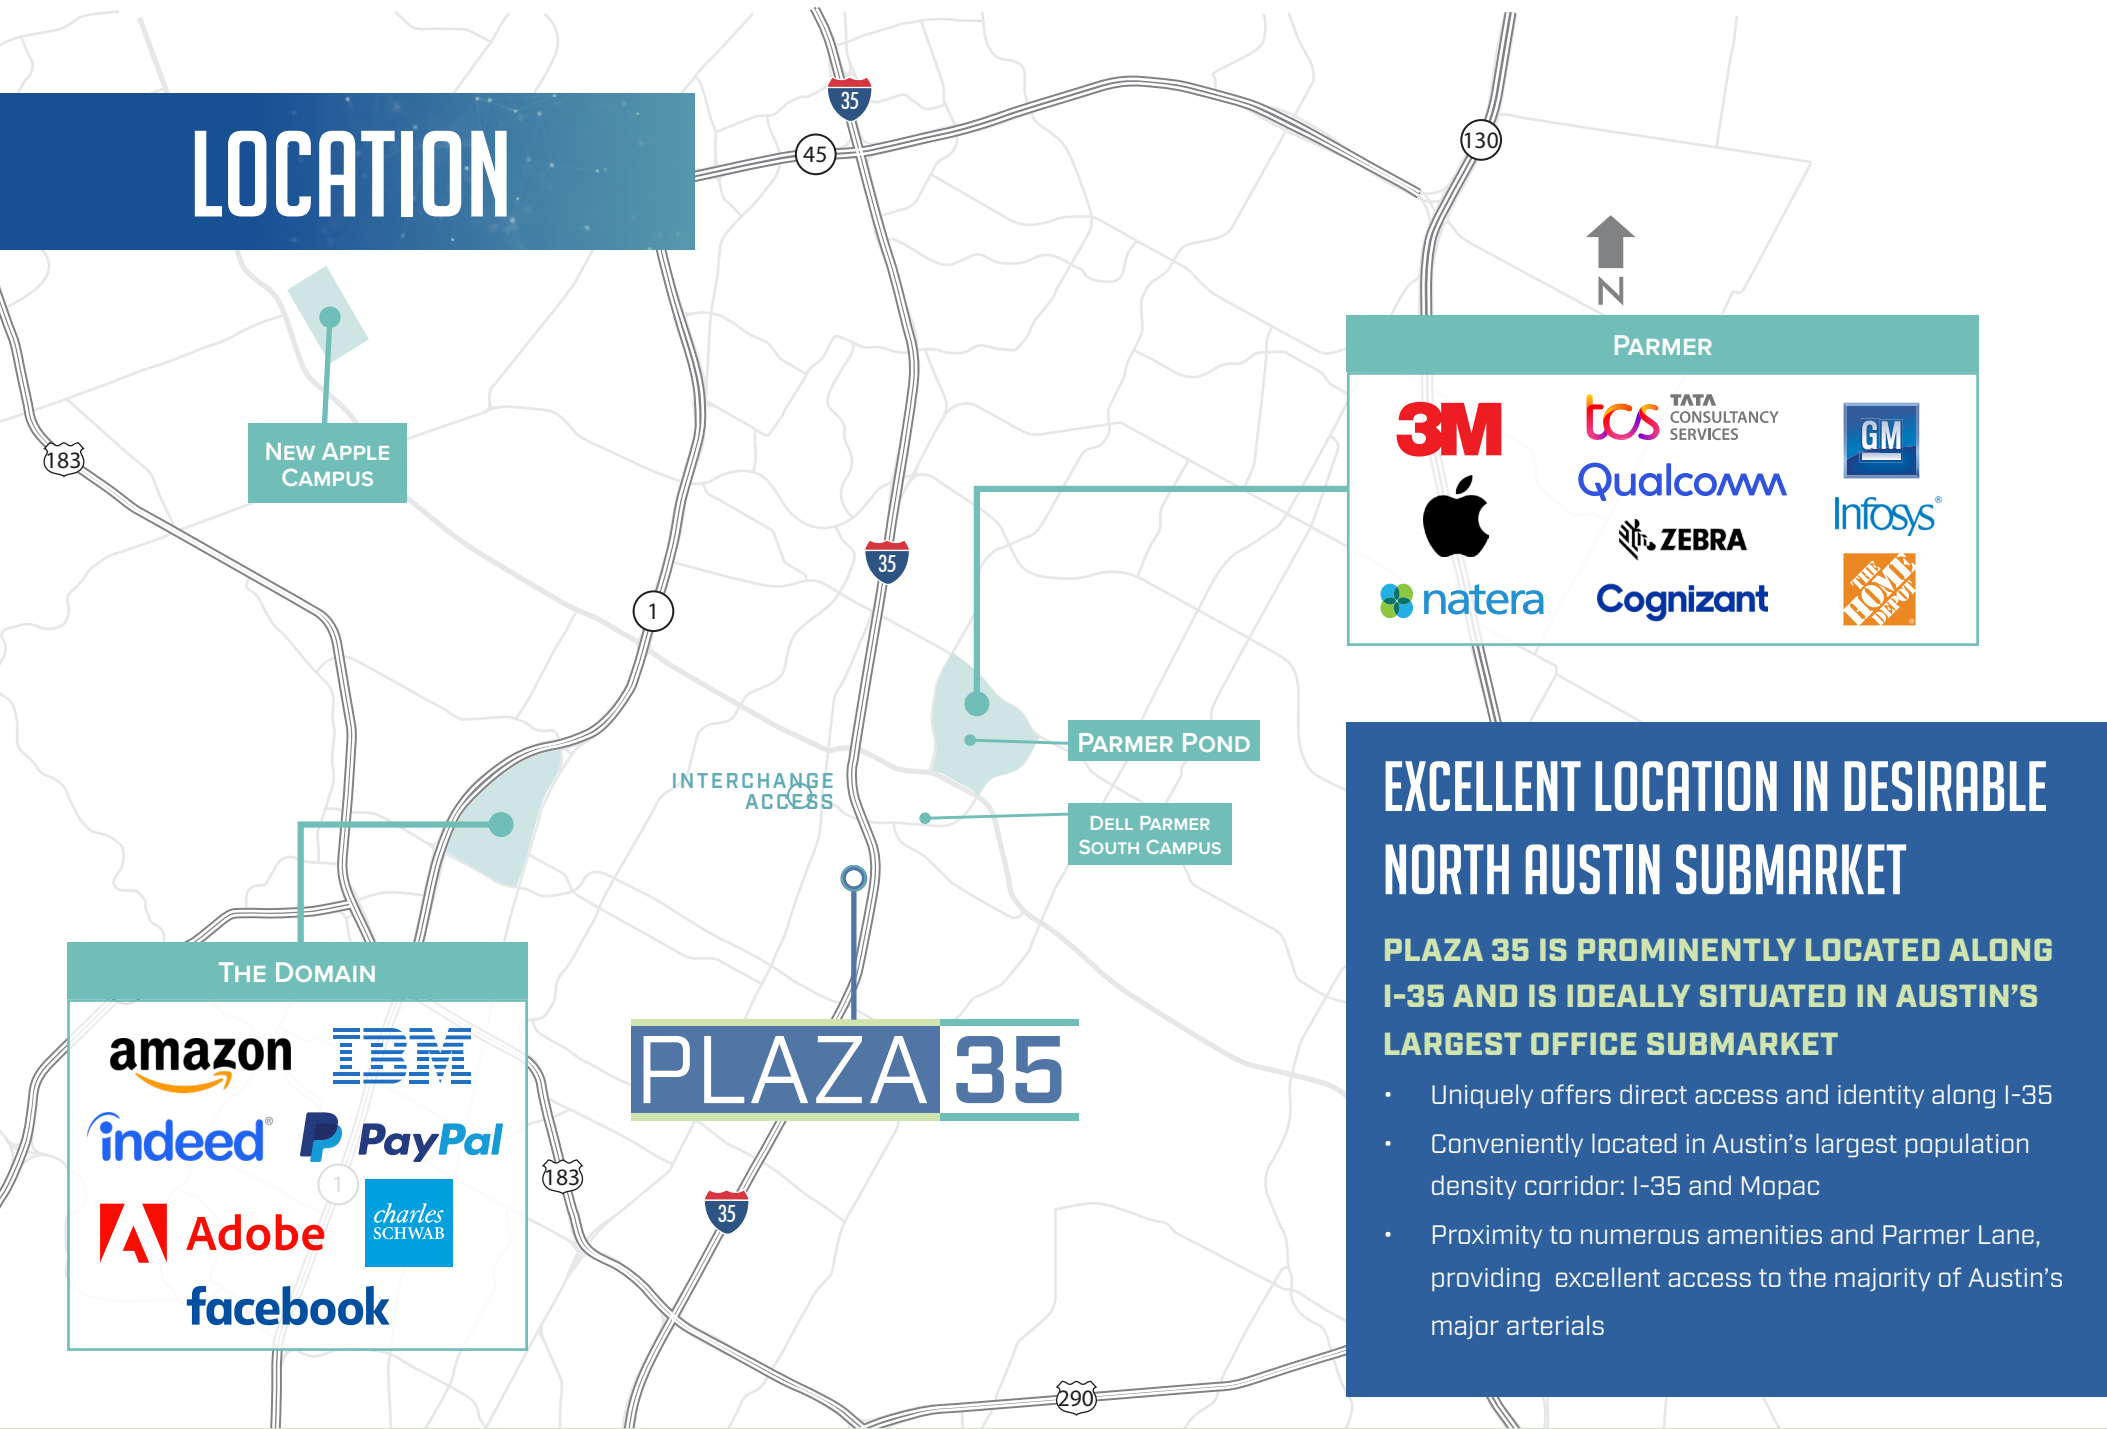 LOCATION
35
45
130
N
183
NEW APPLE
CAMPUS
35
1
PARMER
3M
tcs TATA
CONSULTANCY
SERVICES
GM
Qualcomm
Infosys®
ZEBRA
natera
Cognizant
THE
HOME
DEPOT
®
PARMER POND
INTERCHANGE
ACCESS
DELL PARMER
SOUTH CAMPUS
THE DOMAIN
amazon
IBM
indeed®
PayPal
1
Adobe
charles
SCHWAB
facebook
PLAZA 35
183
35
290
EXCELLENT LOCATION IN DESIRABLE
NORTH AUSTIN SUBMARKET
PLAZA 35 IS PROMINENTLY LOCATED ALONG
I-35 AND IS IDEALLY SITUATED IN AUSTIN'S
LARGEST OFFICE SUBMARKET
• Uniquely offers direct access and identity along I-35
• Conveniently located in Austin's largest population
density corridor: I-35 and Mopac
• Proximity to numerous amenities and Parmer Lane,
providing excellent access to the majority of Austin's
major arterials